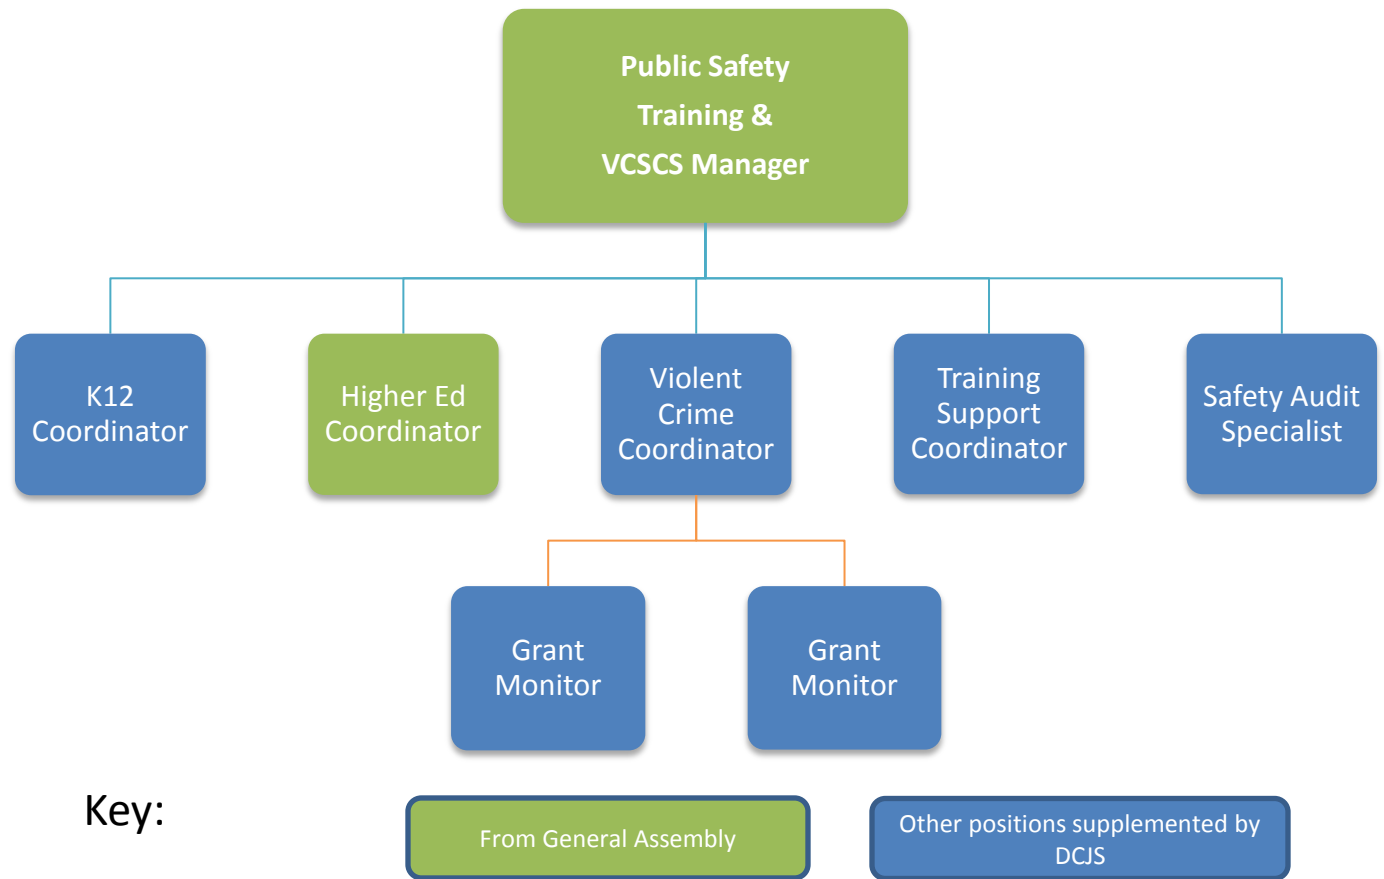 Public Safety
Training &
VCSCS Manager
K12
Coordinator
Higher Ed
Coordinator
Violent
Crime
Coordinator
Training
Support
Coordinator
Safety Audit
Specialist
Grant
Monitor
Grant
Monitor
Key:
From General Assembly
Other positions supplemented by
DCJS